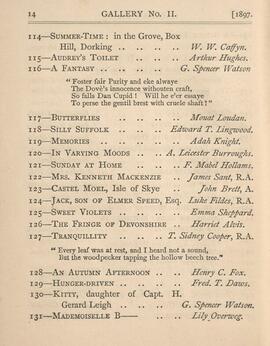 14 GALLERY No. II. [1897.
114—SUMMER-TIME: in the Grove, Box
Hill, Dorking .. .. .. W. W. Caffyn.
115—AUDREY'S TOILET .. .. Arthur Hughes.
116—A FANTASY .. .. .. G. Spencer Watson
"Foster fair Purity and eke alwaye
The Dovë's innocence withouten craft,
So falls Dan Cupid! Well he's er essaye
To perse the gentil brest with cruele shaft!"
117—BUTTERFLIES .. .. .. Mouat Loudan.
118—SILLY SUFFOLK .. .. Edward T. Lingwood.
119—MEMORIES .. .. .. Adah Knight.
120—IN VARYING MOODS .. A. Leicester Burroughs.
121—SUNDAY AT HOME .. .. F. Mabel Hollams.
122—MRS. KENNETH MACKENZIE .. James Sant, R.A.
123—CASTEL MOEL, Isle of Skye .. John Brett, A.
124—JACK, SON OF ELMER SPEED, Esq. Luke Fildes, R.A.
125—SWEET VIOLETS .. .. .. Emma Sheppard.
126—THE FRINGE OF DEVONSHIRE .. Harriet Alvis.
127—TRANQUILLITY .. .. T. Sidney Cooper, R.A.
"Every leaf was at rest, and I heard not a sound,
But the woodpecker tapping the hollow beech tree."
128—AN AUTUMN AFTERNOON .. .. Henry C. Fox.
129—HUNGER-DRIVEN .. .. Fred. T. Daws.
130—KITTY, daughter of Capt. H.
Gerard Leigh .. .. G. Spencer Watson.
131—MADEMOISELLE B—— .. .. Lily Overweg.